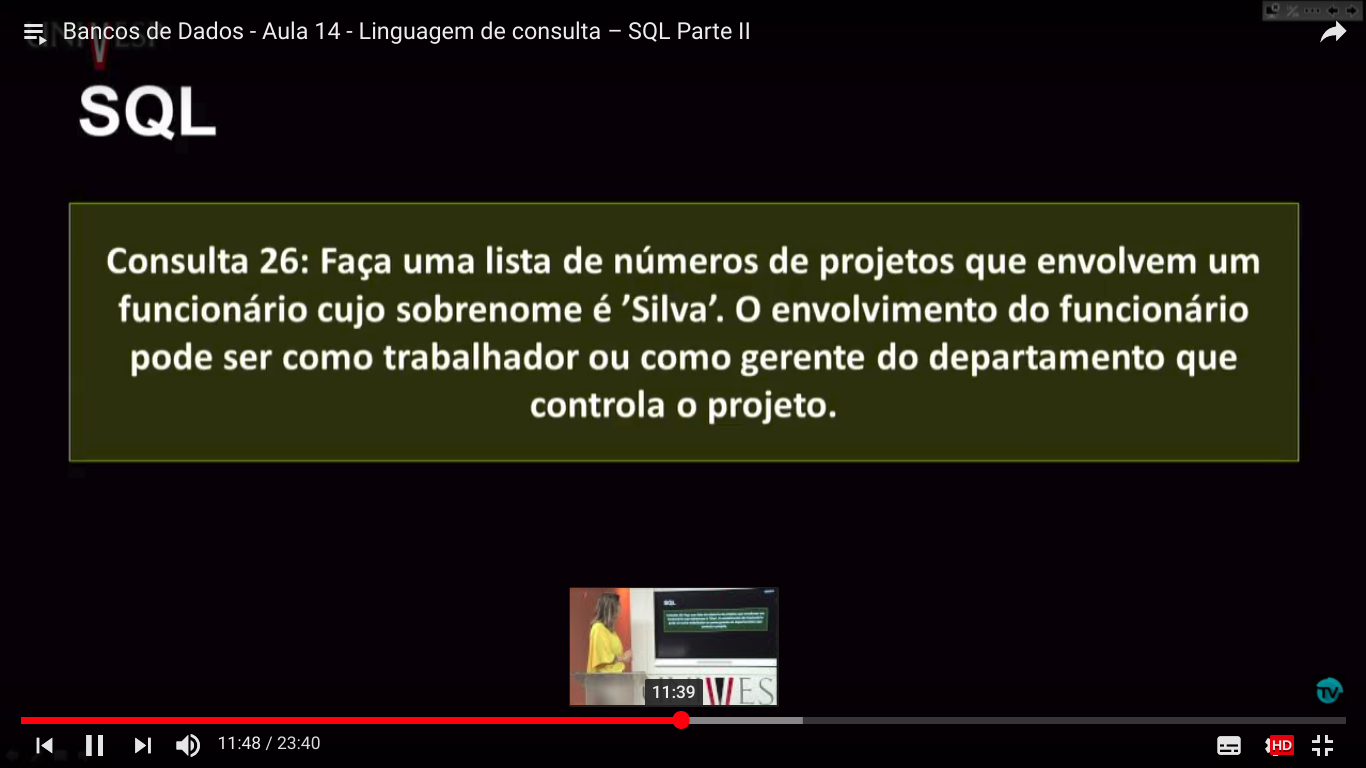 Bancos de Dados - Aula 14 - Linguagem de consulta – SQL Parte II
SQL
Consulta 26: Faça uma lista de números de projetos que envolvem um
funcionário cujo sobrenome é ’Silva’. O envolvimento do funcionário
pode ser como trabalhador ou como gerente do departamento que
controla o projeto.
SQL
11:39
TV
11:48 / 23:40
HD